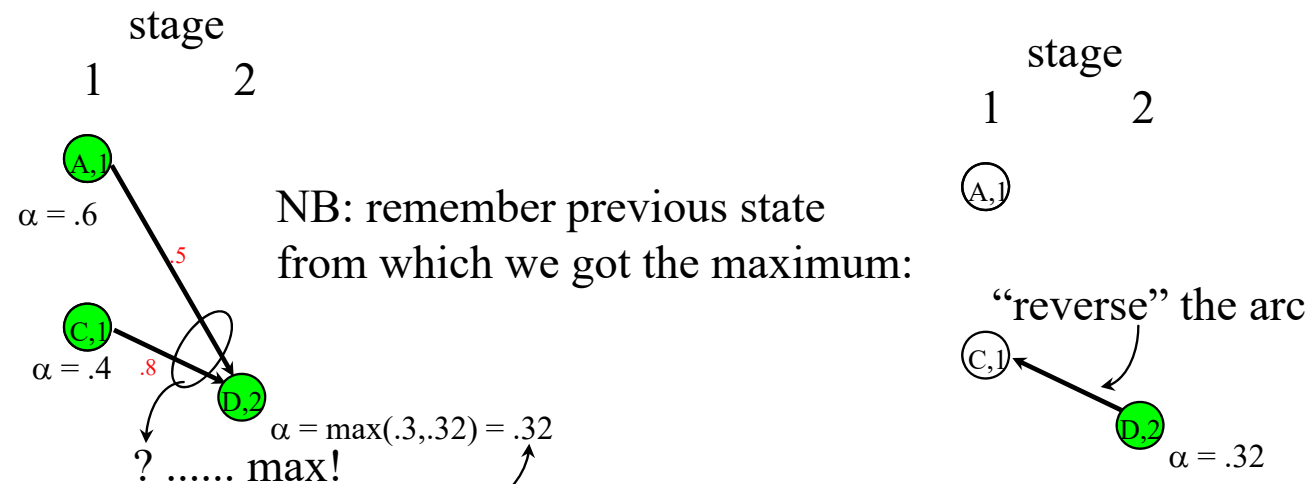 stage
1 2
A,1
α = .6
.5
C,1
α = .4
.8
D,2
α = max(.3,.32) = .32
? ...... max!
NB: remember previous state
from which we got the maximum:
stage
1 2
A,1
“reverse” the arc
C,1
D,2
α = .32